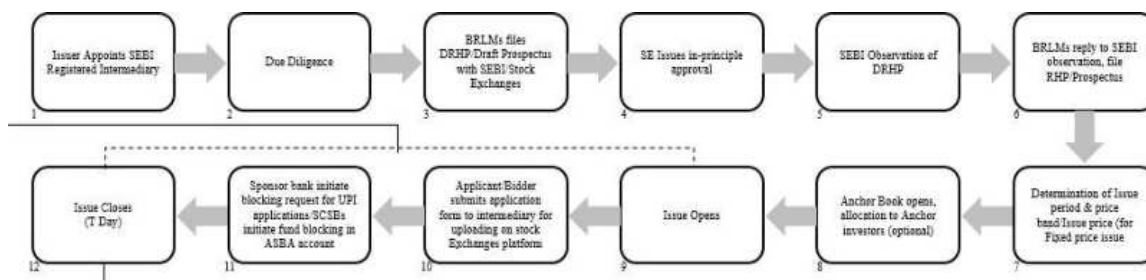 Issuer Appoints SEBI
Registered Intermediary
1
Due Diligence
2
BRLMs files
DRHP/Draft Prospectus
with SEBI/Stock
Exchanges
3
SE Issues in-principle
approval
4
SEBI Observation of
DRHP
5
BRLMs reply to SEBI
observation, file
RHP/Prospectus
6
Determination of Issue
period & price
band/Issue price (for
Fixed price issue
7
Anchor Book opens,
allocation to Anchor
investors (optional)
8
Issue Opens
9
Applicant/Bidder
submits application
form to intermediary for
uploading on stock
Exchanges platform
10
Sponsor bank initiate
blocking request for UPI
applications/SCSBs
initiate fund blocking in
ASBA account
11
Issue Closes
(T Day)
12